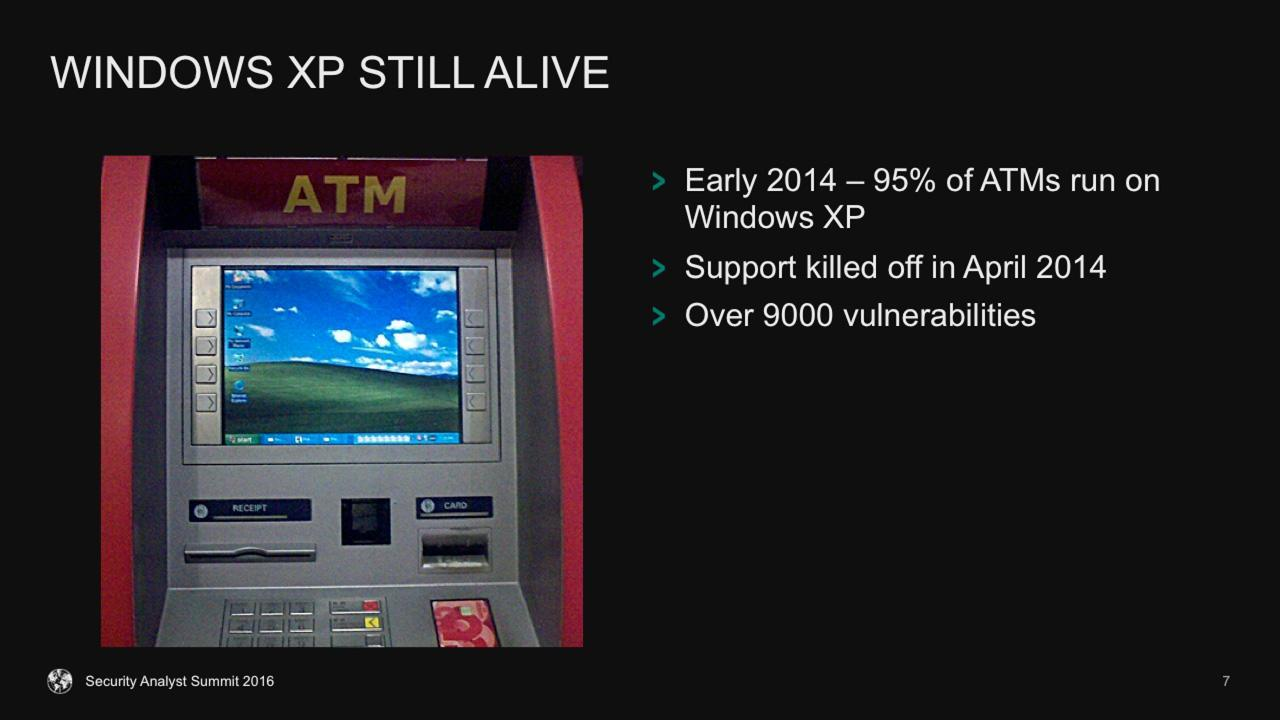 WINDOWS XP STILL ALIVE
ATM
start
RECEIPT
CARD
> Early 2014 – 95% of ATMs run on
Windows XP
> Support killed off in April 2014
> Over 9000 vulnerabilities
Security Analyst Summit 2016
7